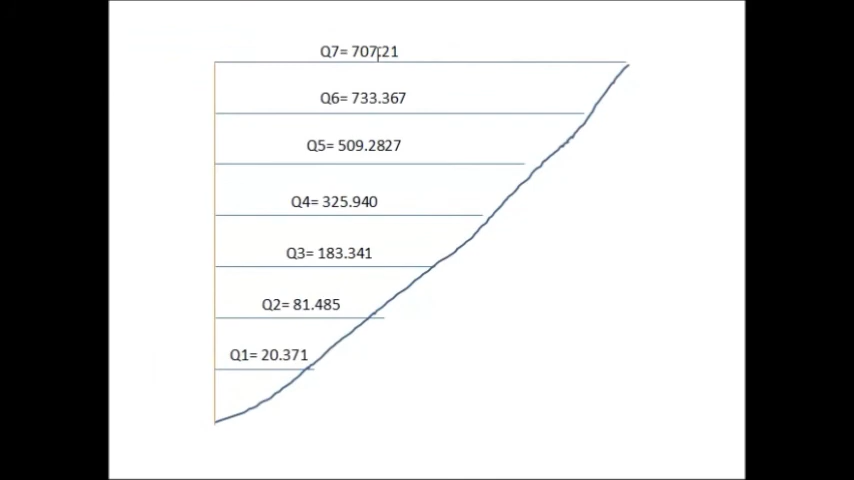 Q7= 707.21
Q6= 733.367
Q5= 509.2827
Q4= 325.940
Q3= 183.341
Q2= 81.485
Q1= 20.371